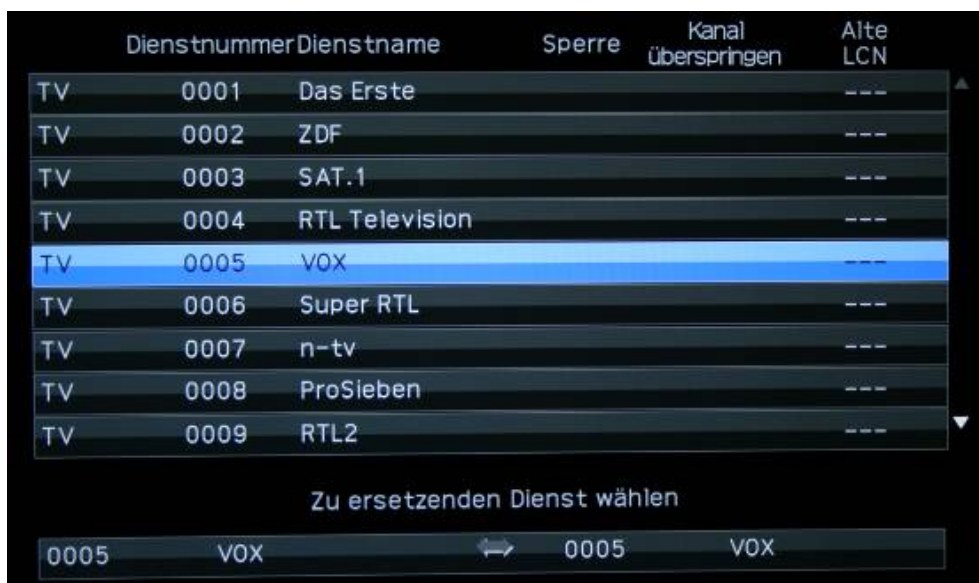 Dienstnummer Dienstname Sperre Kanal überspringen Alte LCN
TV 0001 Das Erste ---
TV 0002 ZDF ---
TV 0003 SAT.1 ---
TV 0004 RTL Television ---
TV 0005 VOX ---
TV 0006 Super RTL ---
TV 0007 n-tv ---
TV 0008 ProSieben ---
TV 0009 RTL2 ---
Zu ersetzenden Dienst wählen
0005 VOX 0005 VOX